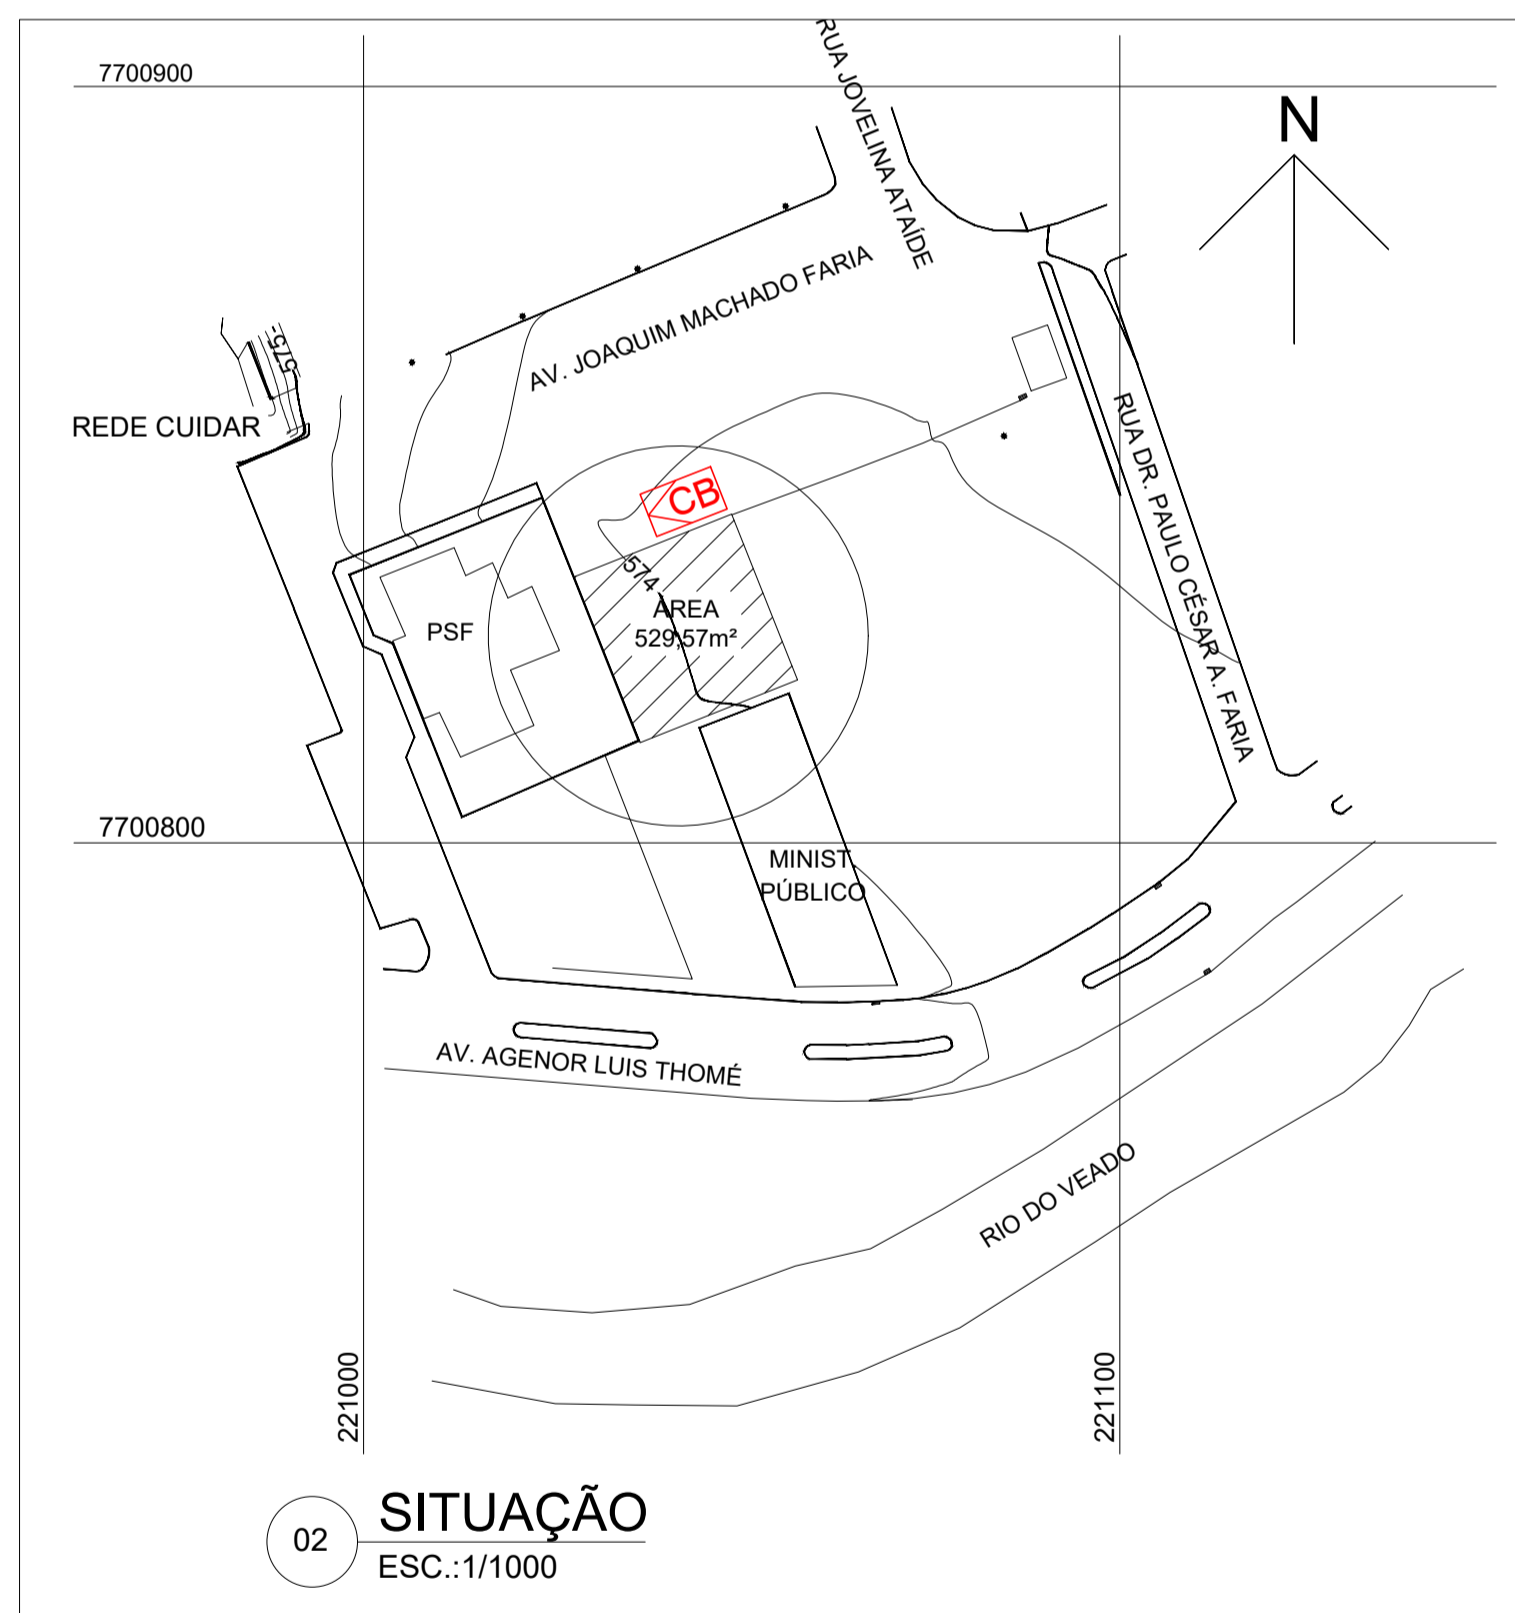 7700900
RUA JOVELINA ATAÍDE
N
AV. JOAQUIM MACHADO FARIA
575
REDE CUIDAR
CB
RUA DR. PAULO CÉSAR A. FARIA
574
ÁREA
529,57m²
PSF
7700800
MINIST.
PÚBLICO
AV. AGENOR LUIS THOMÉ
RIO DO VEADO
221000
221100
02
SITUAÇÃO
ESC.:1/1000